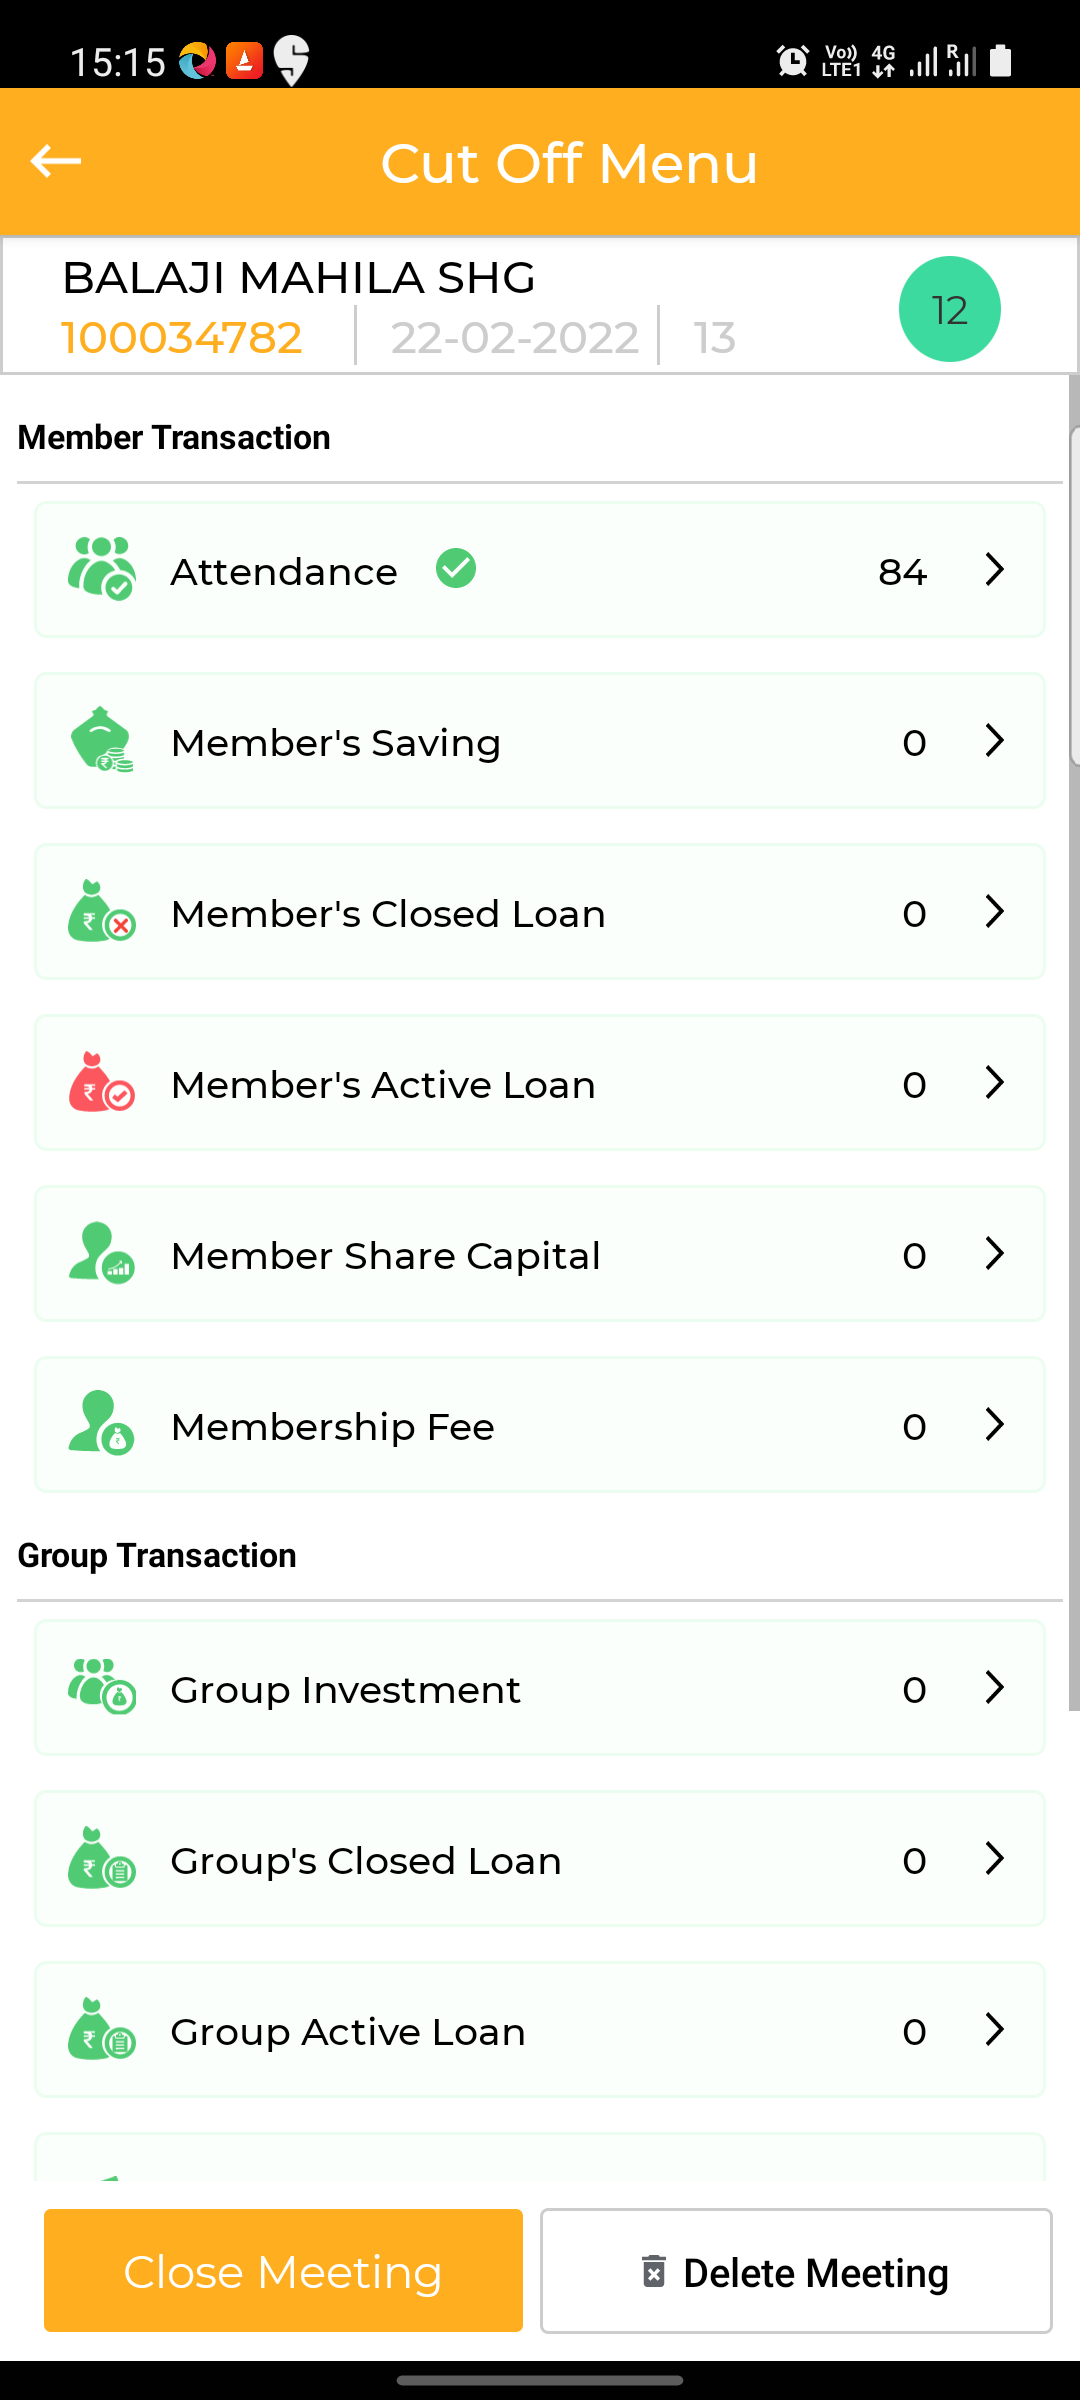 15:15 Vo)) LTE1 4G R
Cut Off Menu
BALAJI MAHILA SHG
100034782 22-02-2022 13 12
Member Transaction
Attendance 84
Member's Saving 0
Member's Closed Loan 0
Member's Active Loan 0
Member Share Capital 0
Membership Fee 0
Group Transaction
Group Investment 0
Group's Closed Loan 0
Group Active Loan 0
Close Meeting Delete Meeting